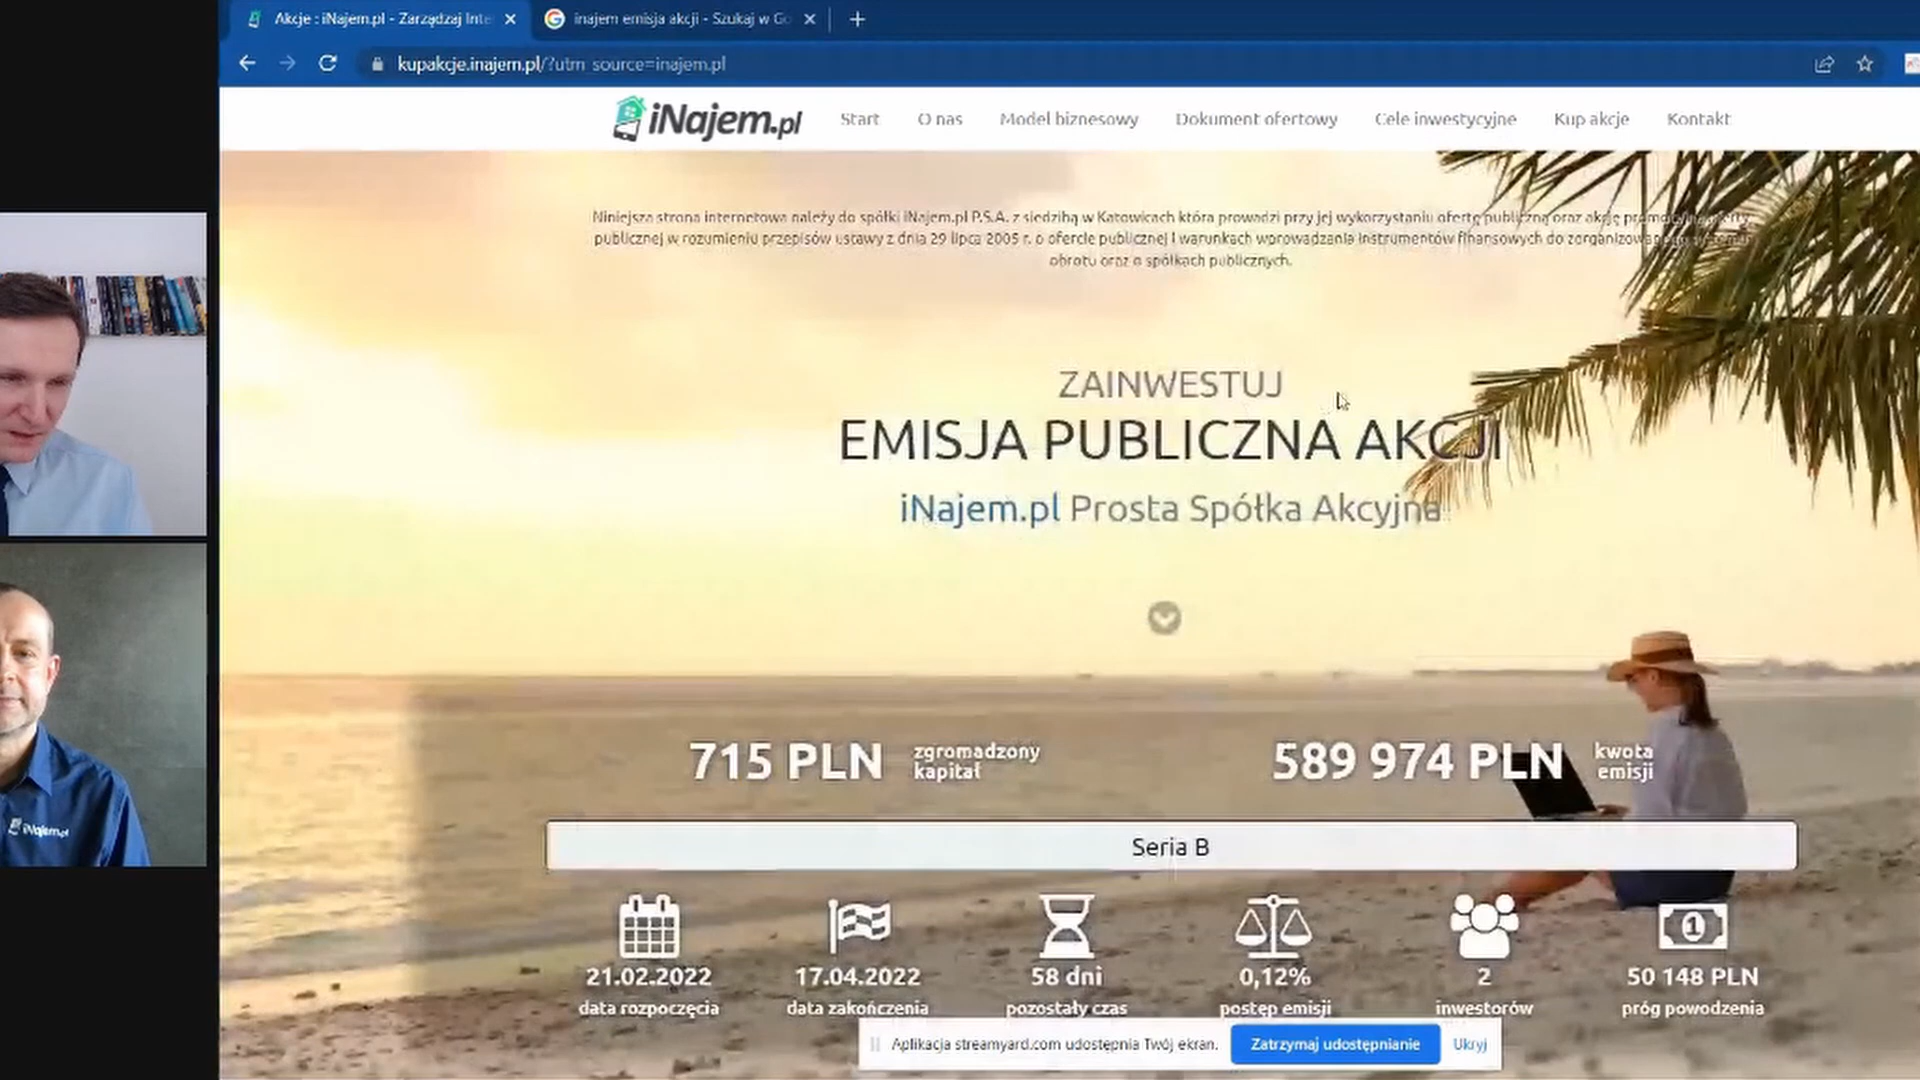 Akcje : iNajem.pl - Zarządzaj Inte
inajem emisja akcji - Szukaj w Go
kupakcje.inajem.pl/?utm_source=inajem.pl
iNajem.pl
Start
O nas
Model biznesowy
Dokument ofertowy
Cele inwestycyjne
Kup akcje
Kontakt
Niniejsza strona internetowa należy do spółki iNajem.pl P.S.A. z siedzibą w Katowicach która prowadzi przy jej wykorzystaniu ofertę publiczną oraz akcję
publicznej w rozumieniu przepisów ustawy z dnia 29 lipca 2005 r. o ofercie publicznej i warunkach wprowadzania instrumentów finansowych do
obrotu oraz o spółkach publicznych.
ZAINWESTUJ
EMISJA PUBLICZNA AKCJI
iNajem.pl Prosta Spółka Akcyjna
715 PLN
zgromadzony
kapitał
589 974 PLN
kwota
emisji
Seria B
21.02.2022
data rozpoczęcia
17.04.2022
data zakończenia
58 dni
pozostały czas
0,12%
postęp emisji
2
inwestorów
1
50 148 PLN
próg powodzenia
iNajem.pl
Aplikacja streamyard.com udostępnia Twój ekran.
Zatrzymaj udostępnianie
Ukryj